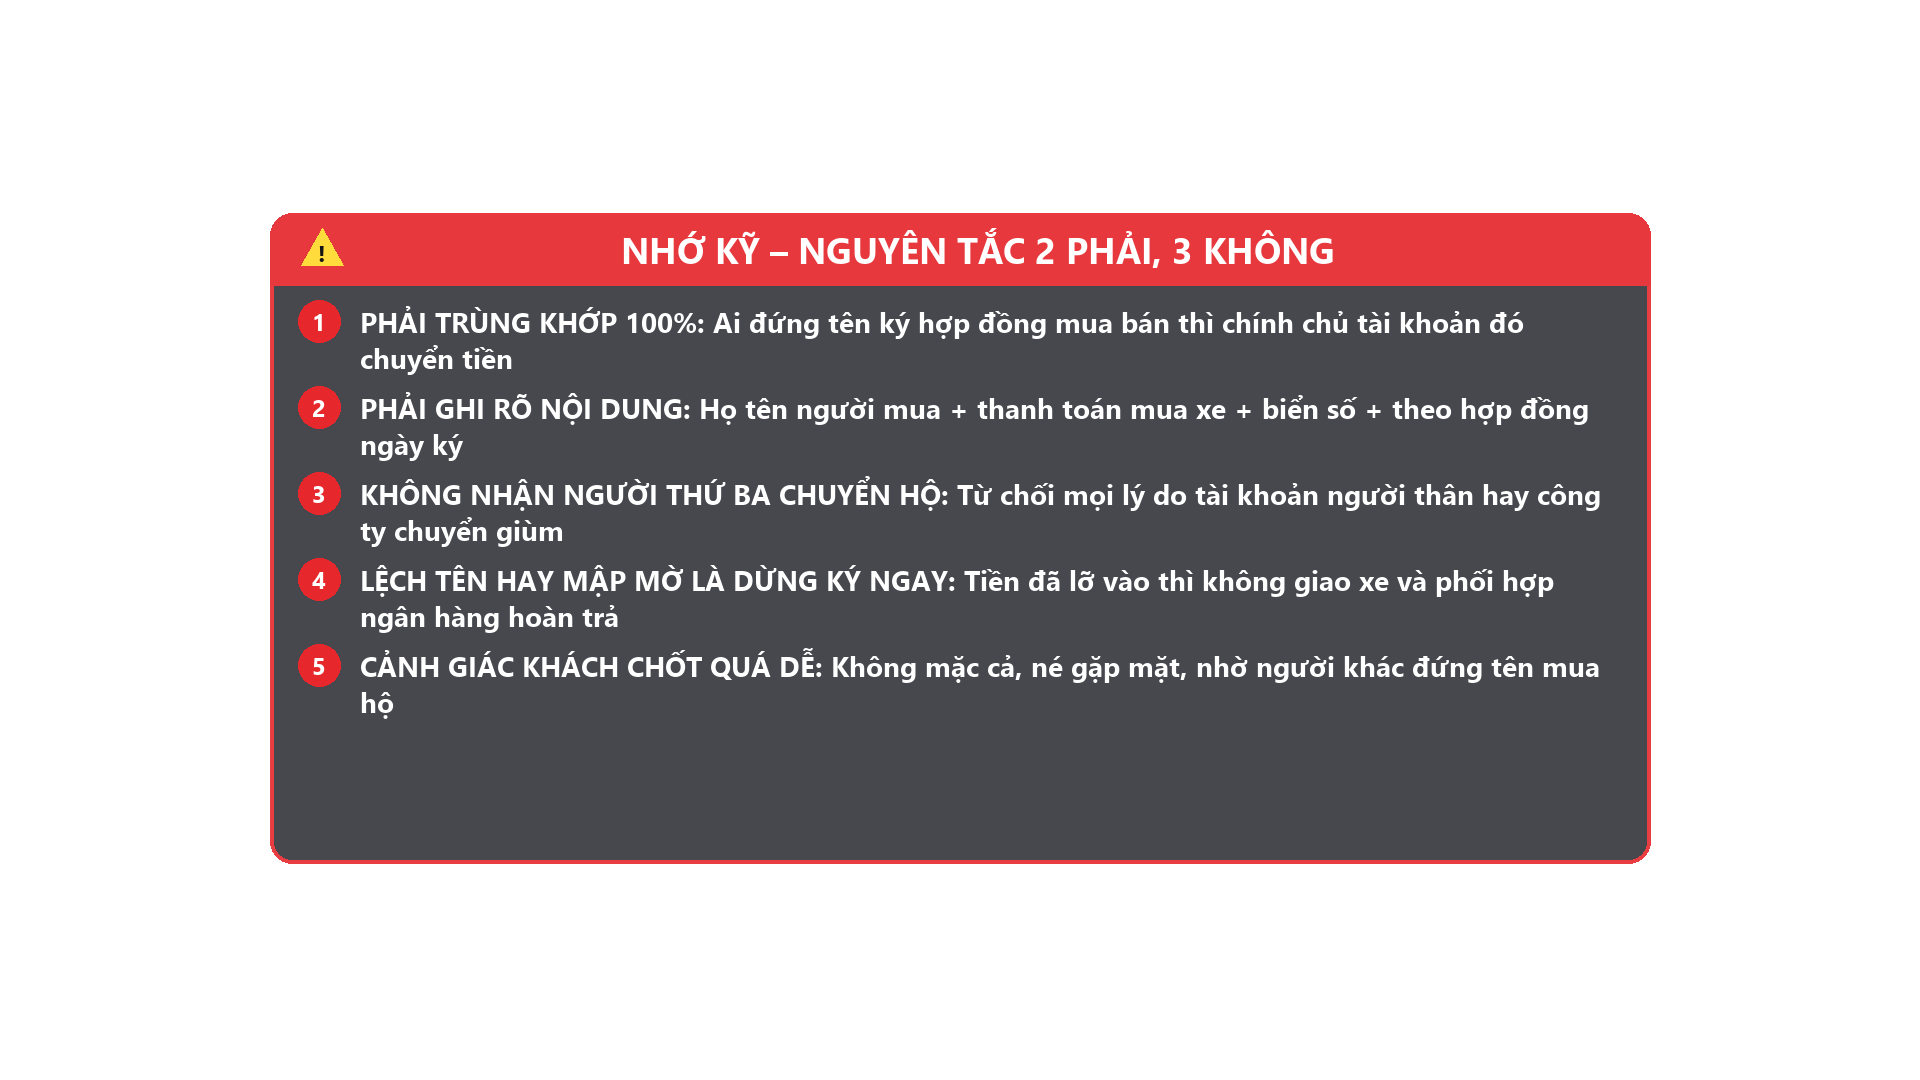 !
NHỚ KỸ – NGUYÊN TẮC 2 PHẢI, 3 KHÔNG
1 PHẢI TRÙNG KHỚP 100%: Ai đứng tên ký hợp đồng mua bán thì chính chủ tài khoản đó
chuyển tiền
2 PHẢI GHI RÕ NỘI DUNG: Họ tên người mua + thanh toán mua xe + biển số + theo hợp đồng
ngày ký
3 KHÔNG NHẬN NGƯỜI THỨ BA CHUYỂN HỘ: Từ chối mọi lý do tài khoản người thân hay công
ty chuyển giùm
4 LỆCH TÊN HAY MẬP MỜ LÀ DỪNG KÝ NGAY: Tiền đã lỡ vào thì không giao xe và phối hợp
ngân hàng hoàn trả
5 CẢNH GIÁC KHÁCH CHỐT QUÁ DỄ: Không mặc cả, né gặp mặt, nhờ người khác đứng tên mua
hộ